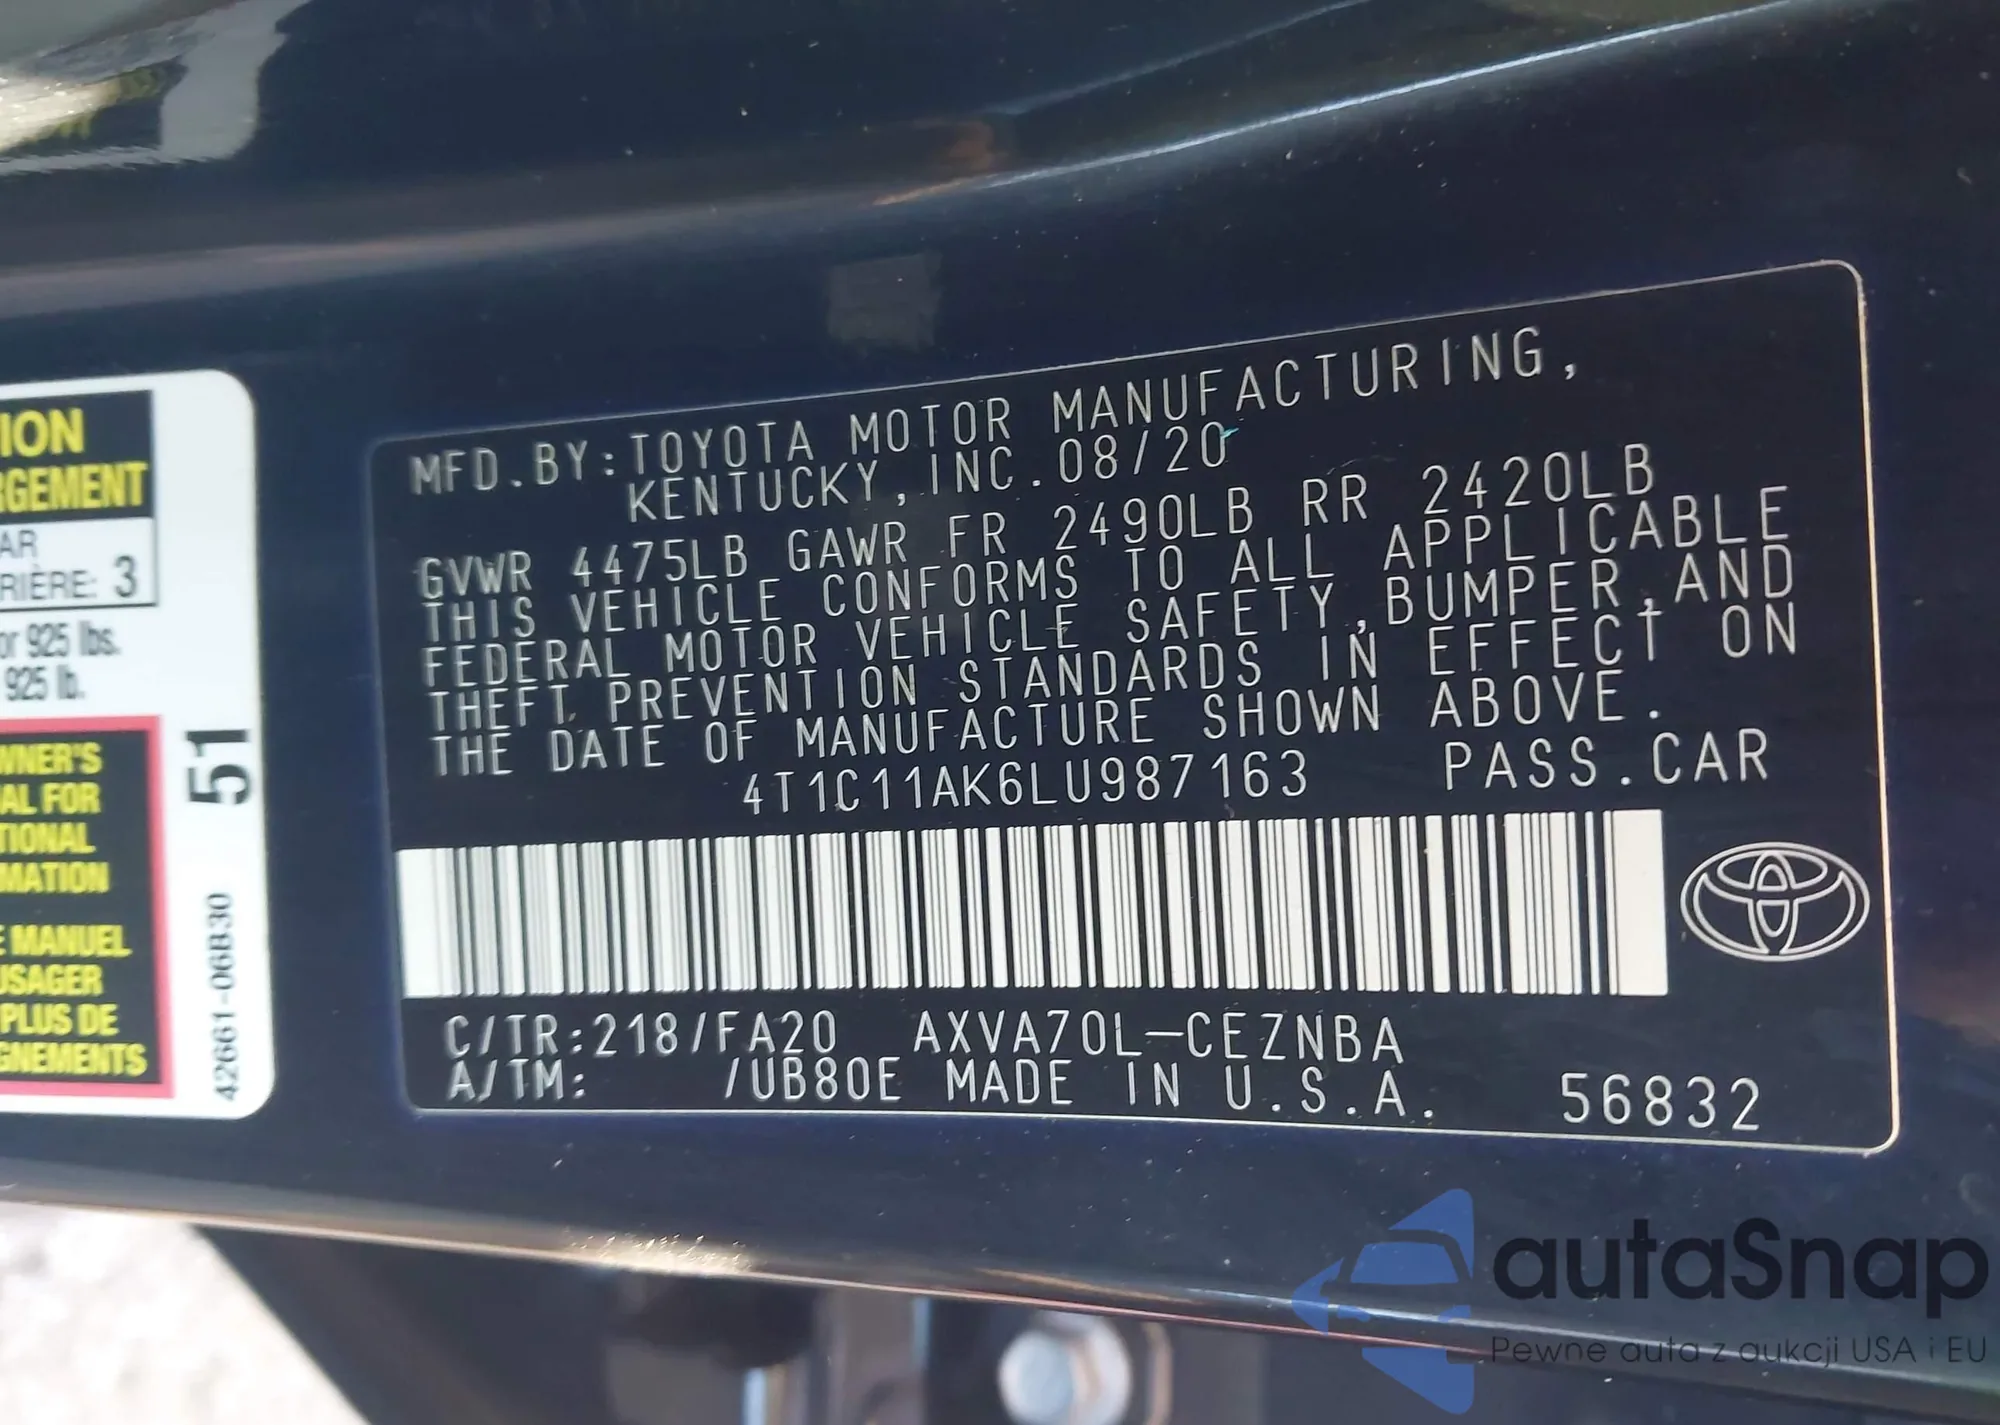 ION
RGEMENT
AR
RIÈRE: 3
or 925 lbs.
925 lb.
WNER'S
AL FOR
TIONAL
MATION
E MANUEL
USAGER
PLUS DE
GNEMENTS
51
42661-06B30
MFD.BY:TOYOTA MOTOR MANUFACTURING,
KENTUCKY,INC.08/20
GVWR 4475LB GAWR FR 2490LB RR 2420LB
THIS VEHICLE CONFORMS TO ALL APPLICABLE
FEDERAL MOTOR VEHICLE SAFETY,BUMPER,AND
THEFT PREVENTION STANDARDS IN EFFECT ON
THE DATE OF MANUFACTURE SHOWN ABOVE.
4T1C11AK6LU987163 PASS.CAR
C/TR:218/FA20 AXVA70L-CEZNBA
A/TM: /UB80E MADE IN U.S.A. 56832
autaSnap
Pewne auta z aukcji USA i EU